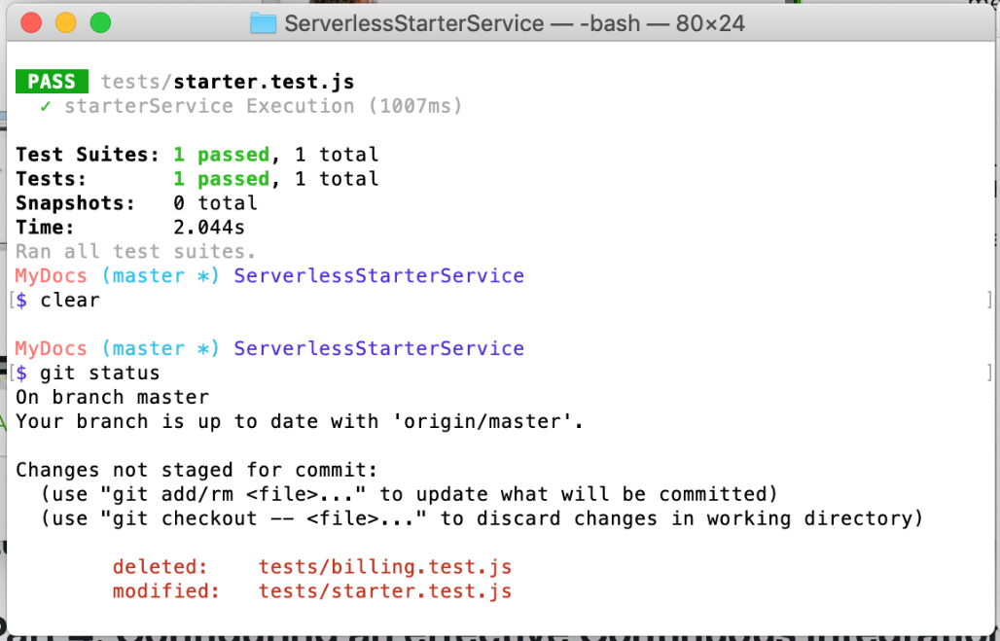 ServerlessStarterService — -bash — 80×24
PASS tests/starter.test.js
✓ starterService Execution (1007ms)
Test Suites: 1 passed, 1 total
Tests: 1 passed, 1 total
Snapshots: 0 total
Time: 2.044s
Ran all test suites.
MyDocs (master *) ServerlessStarterService
[$ clear ]
MyDocs (master *) ServerlessStarterService
[$ git status ]
On branch master
Your branch is up to date with 'origin/master'.
Changes not staged for commit:
(use "git add/rm <file>..." to update what will be committed)
(use "git checkout -- <file>..." to discard changes in working directory)
deleted: tests/billing.test.js
modified: tests/starter.test.js